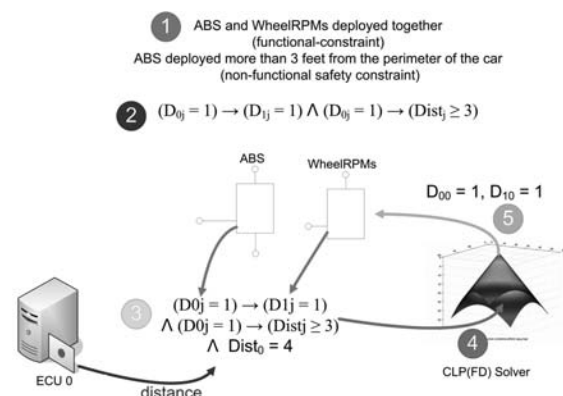 1
ABS and WheelRPMs deployed together
(functional-constraint)
ABS deployed more than 3 feet from the perimeter of the car
(non-functional safety constraint)
2
(D₀ⱼ = 1) → (D₁ⱼ = 1) Λ (D₀ⱼ = 1) → (Distⱼ ≥ 3)
ABS
WheelRPMs
D₀₀ = 1, D₁₀ = 1
5
3
(D0j = 1) → (D1j = 1)
Λ (D0j = 1) → (Distj ≥ 3)
Λ Dist₀ = 4
4
CLP(FD) Solver
ECU 0
distance